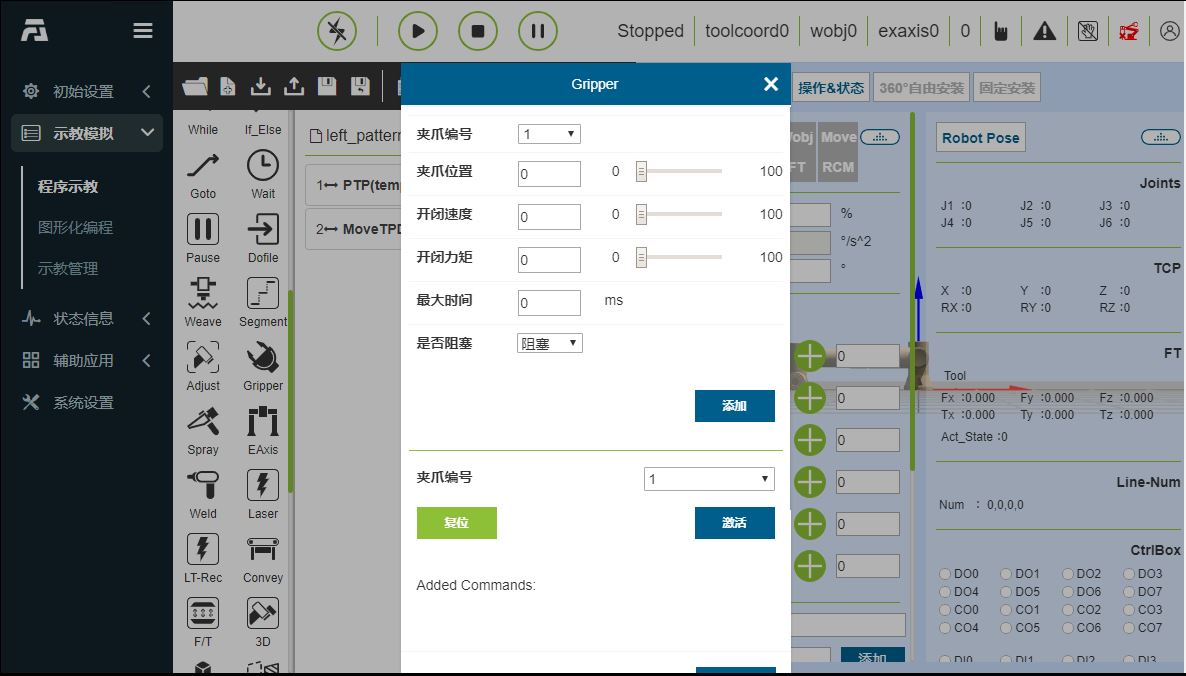 Stopped
toolcoord0
wobj0
exaxis0
0
初始设置
示教模拟
程序示教
图形化编程
示教管理
状态信息
辅助应用
系统设置
While
If_Else
Goto
Wait
Pause
Dofile
Weave
Segment
Adjust
Gripper
Spray
EAxis
Weld
Laser
LT-Rec
Convey
F/T
3D
left_pattern
1 PTP(tem
2 MoveTPD
Gripper
夹爪编号 1
夹爪位置 0 0 100
开闭速度 0 0 100
开闭力矩 0 0 100
最大时间 0 ms
是否阻塞 阻塞
添加
夹爪编号 1
复位 激活
Added Commands:
操作&状态
360°自由安装
固定安装
obj
Move
FT
RCM
%
°/s^2
°
0
0
0
0
0
0
添加
Robot Pose
Joints
J1 :0 J2 :0 J3 :0
J4 :0 J5 :0 J6 :0
TCP
X :0 Y :0 Z :0
RX :0 RY :0 RZ :0
FT
Tool
Fx :0.000 Fy :0.000 Fz :0.000
Tx :0.000 Ty :0.000 Tz :0.000
Act_State :0
Line-Num
Num : 0,0,0,0
CtrlBox
DO0 DO1 DO2 DO3
DO4 DO5 DO6 DO7
CO0 CO1 CO2 CO3
CO4 CO5 CO6 CO7
DI0 DI1 DI2 DI3